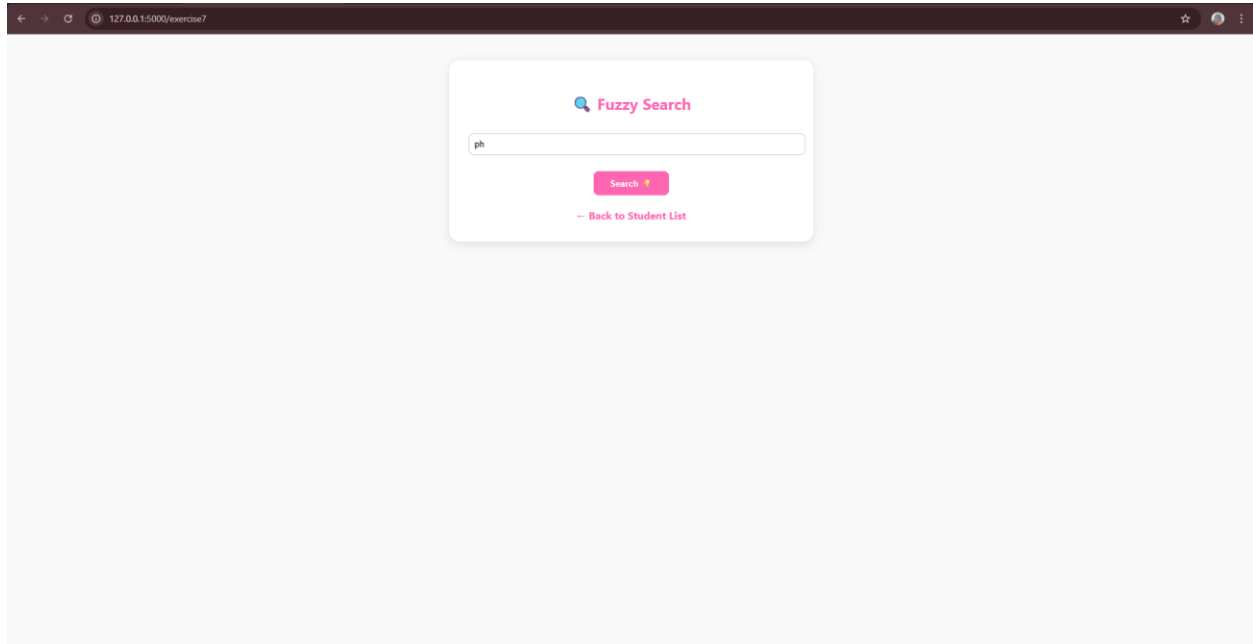 127.0.0.1:5000/exercise7
Fuzzy Search
ph
Search
← Back to Student List